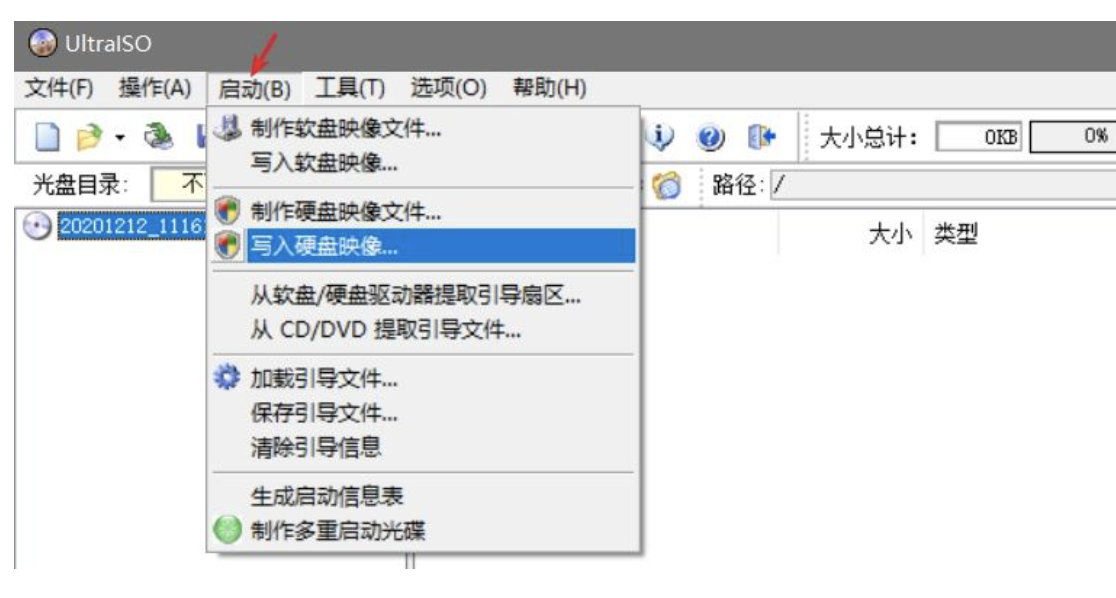 UltraISO
文件(F) 操作(A) 启动(B) 工具(T) 选项(O) 帮助(H)
大小总计: 0KB 0%
光盘目录: 不
路径: /
20201212_1116
大小 类型
制作软盘映像文件...
写入软盘映像...
制作硬盘映像文件...
写入硬盘映像...
从软盘/硬盘驱动器提取引导扇区...
从 CD/DVD 提取引导文件...
加载引导文件...
保存引导文件...
清除引导信息
生成启动信息表
制作多重启动光碟